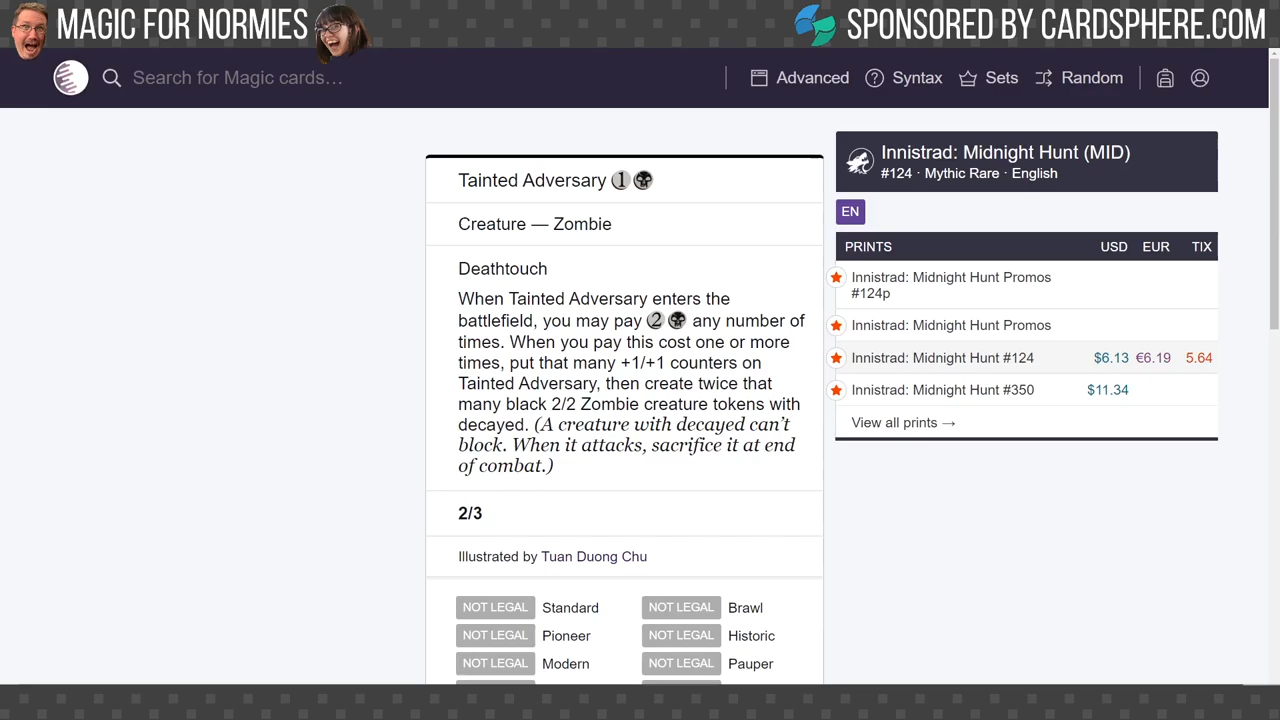 MAGIC FOR NORMIES
SPONSORED BY CARDSPHERE.COM
Search for Magic cards…
Advanced
Syntax
Sets
Random
Tainted Adversary 1
Creature — Zombie
Deathtouch
When Tainted Adversary enters the
battlefield, you may pay 2 any number of
times. When you pay this cost one or more
times, put that many +1/+1 counters on
Tainted Adversary, then create twice that
many black 2/2 Zombie creature tokens with
decayed. (A creature with decayed can’t
block. When it attacks, sacrifice it at end
of combat.)
2/3
Illustrated by Tuan Duong Chu
NOT LEGAL Standard NOT LEGAL Brawl
NOT LEGAL Pioneer NOT LEGAL Historic
NOT LEGAL Modern NOT LEGAL Pauper
Innistrad: Midnight Hunt (MID)
#124 · Mythic Rare · English
EN
PRINTS USD EUR TIX
Innistrad: Midnight Hunt Promos
#124p
Innistrad: Midnight Hunt Promos
Innistrad: Midnight Hunt #124 $6.13 €6.19 5.64
Innistrad: Midnight Hunt #350 $11.34
View all prints →